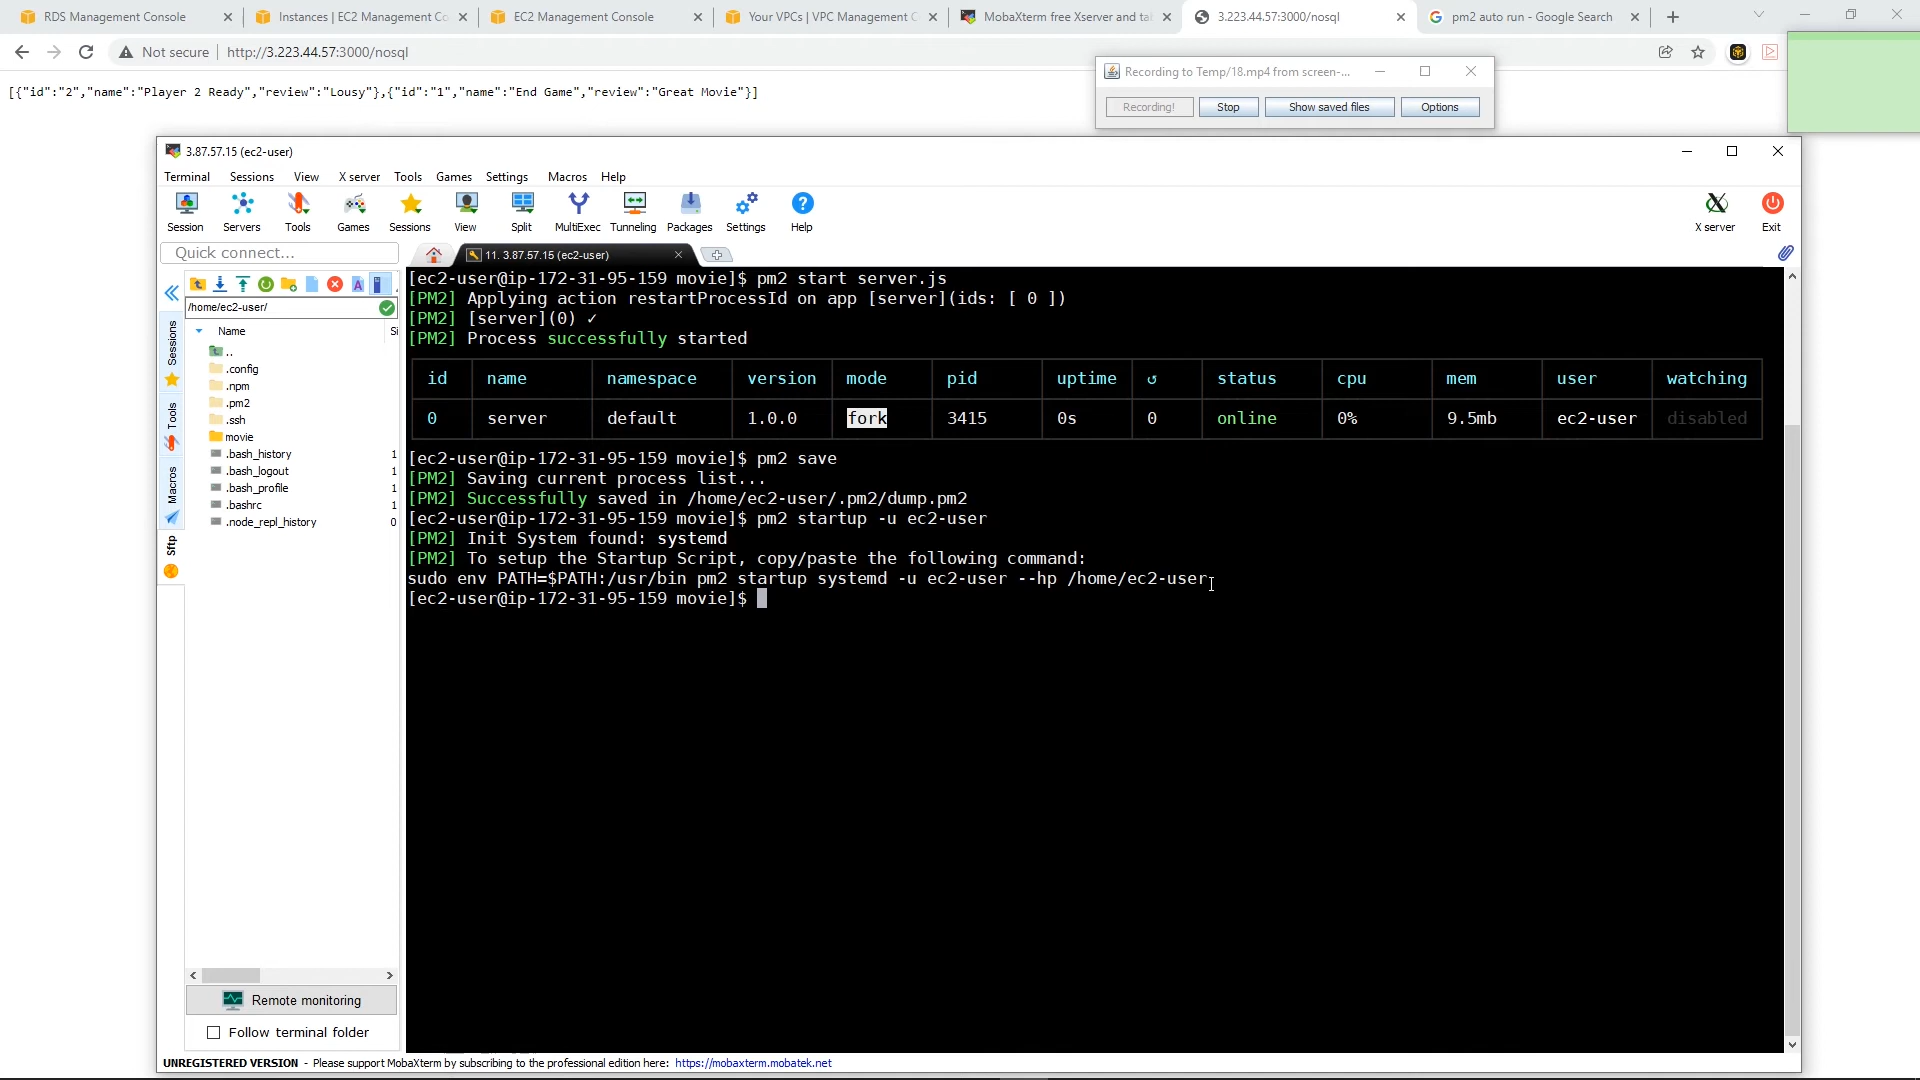 RDS Management Console
Instances | EC2 Management Co
EC2 Management Console
Your VPCs | VPC Management C
MobaXterm free Xserver and tab
3.223.44.57:3000/nosql
pm2 auto run - Google Search
Not secure
http://3.223.44.57:3000/nosql
[{"id":"2","name":"Player 2 Ready","review":"Lousy"},{"id":"1","name":"End Game","review":"Great Movie"}]
Recording to Temp/18.mp4 from screen-...
Recording!
Stop
Show saved files
Options
3.87.57.15 (ec2-user)
Terminal
Sessions
View
X server
Tools
Games
Settings
Macros
Help
Session
Servers
Tools
Games
Sessions
View
Split
MultiExec
Tunneling
Packages
Settings
Help
X server
Exit
Quick connect...
11. 3.87.57.15 (ec2-user)
Sessions
Tools
Macros
Sftp
/home/ec2-user/
Name
Si
..
.config
.npm
.pm2
.ssh
movie
.bash_history 1
.bash_logout 1
.bash_profile 1
.bashrc 1
.node_repl_history 0
Remote monitoring
Follow terminal folder
[ec2-user@ip-172-31-95-159 movie]$ pm2 start server.js
[PM2] Applying action restartProcessId on app [server](ids: [ 0 ])
[PM2] [server](0) ✓
[PM2] Process successfully started
id name namespace version mode pid uptime ↺ status cpu mem user watching
0 server default 1.0.0 fork 3415 0s 0 online 0% 9.5mb ec2-user disabled
[ec2-user@ip-172-31-95-159 movie]$ pm2 save
[PM2] Saving current process list...
[PM2] Successfully saved in /home/ec2-user/.pm2/dump.pm2
[ec2-user@ip-172-31-95-159 movie]$ pm2 startup -u ec2-user
[PM2] Init System found: systemd
[PM2] To setup the Startup Script, copy/paste the following command:
sudo env PATH=$PATH:/usr/bin pm2 startup systemd -u ec2-user --hp /home/ec2-user
[ec2-user@ip-172-31-95-159 movie]$
UNREGISTERED VERSION - Please support MobaXterm by subscribing to the professional edition here: https://mobaxterm.mobatek.net